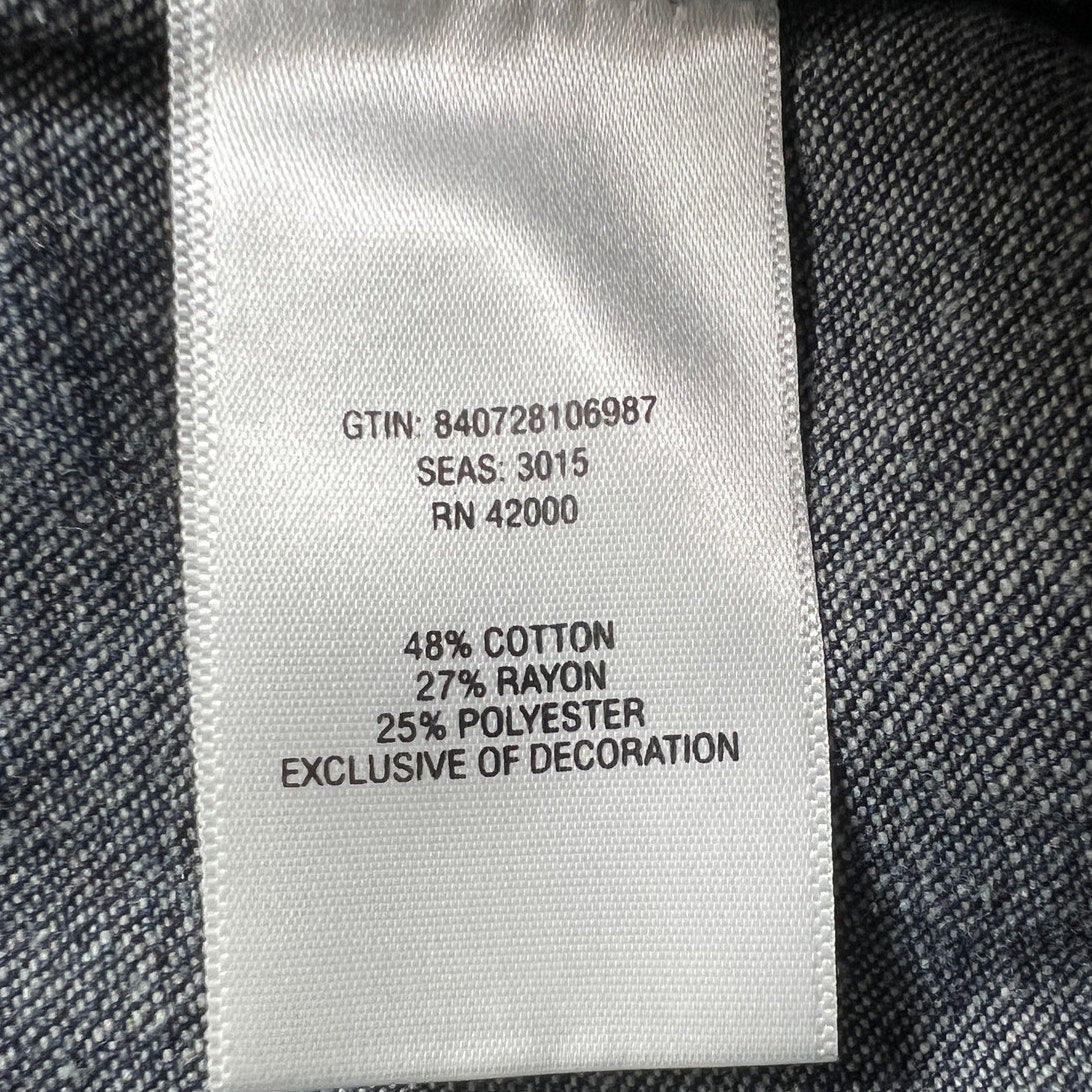 GTIN: 840728106987
SEAS: 3015
RN 42000
48% COTTON
27% RAYON
25% POLYESTER
EXCLUSIVE OF DECORATION